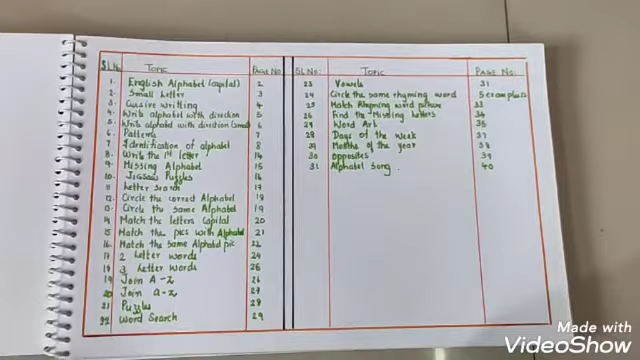 SL No. TOPIC PAGE No
1. English Alphabet (capital) 2
2. Small Letter 3
3. Cusive writting 4
4. Write alphabet with direction 5
5. Write alphabet with direction (small) 6
6. Pattern 7
7 Identification of alphabet 8
8. Write the 1st letter 14
9. Missing Alphabet 15
10. Jigsaw Puzzles 16
11 Letter Search 17
12. Circle the correct Alphabet 18
13. Circle the same Alphabet 19
14 Match the letters Capital 20
15 Match the pics with Alphabet 21
16. Match the same Alphabet pic 22
17 2 letter words 24
18 3 letter words 25
19 Join A-Z 26
20 Join a-z 27
21 Puzzles 28
22 Word Search 29
SL No: TOPIC PAGE No:
23 Vowels 31
24 Circle the same rhyming word
25 Match Rhyming word picture 33
26 Find the Missing letters 34
27 Word Art 35
28 Days of the week 37
29 Months of the year 38
30 opposites 39
31 Alphabet Song . 40
Made with
VideoShow